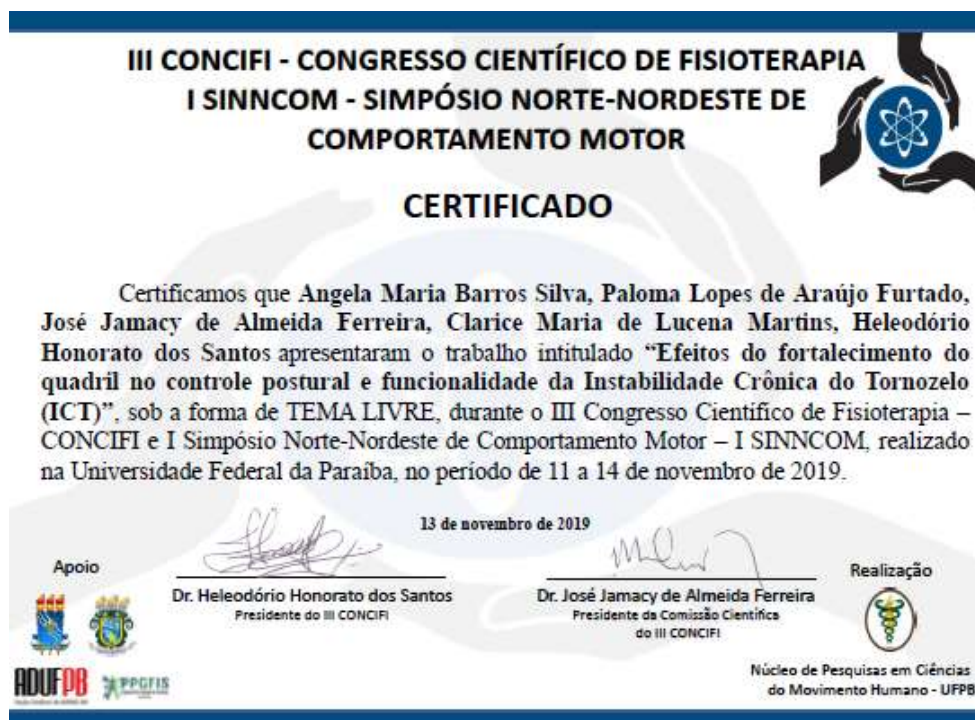 III CONCIFI - CONGRESSO CIENTÍFICO DE FISIOTERAPIA
I SINNCOM - SIMPÓSIO NORTE-NORDESTE DE
COMPORTAMENTO MOTOR
CERTIFICADO
Certificamos que Angela Maria Barros Silva, Paloma Lopes de Araújo Furtado,
José Jamacy de Almeida Ferreira, Clarice Maria de Lucena Martins, Heleodório
Honorato dos Santos apresentaram o trabalho intitulado “Efeitos do fortalecimento do
quadril no controle postural e funcionalidade da Instabilidade Crônica do Tornozelo
(ICT)”, sob a forma de TEMA LIVRE, durante o III Congresso Científico de Fisioterapia –
CONCIFI e I Simpósio Norte-Nordeste de Comportamento Motor – I SINNCOM, realizado
na Universidade Federal da Paraíba, no período de 11 a 14 de novembro de 2019.
13 de novembro de 2019
Apoio
Dr. Heleodório Honorato dos Santos
Presidente do III CONCIFI
Dr. José Jamacy de Almeida Ferreira
Presidente da Comissão Científica
do III CONCIFI
Realização
ADUFPB
PPGFIS
Núcleo de Pesquisas em Ciências
do Movimento Humano - UFPB